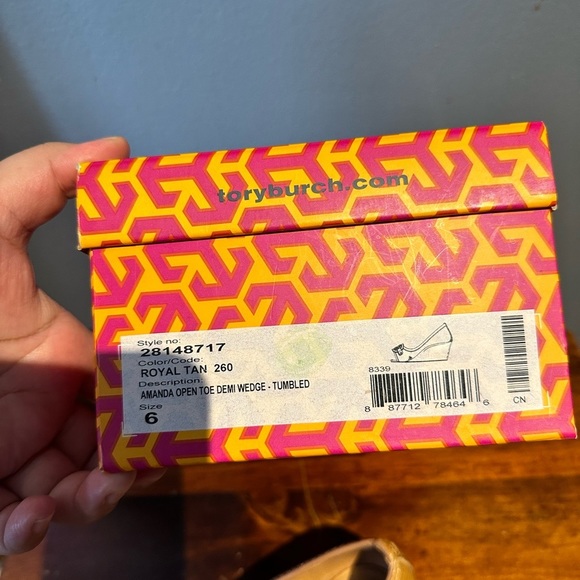 toryburch.com
Style no:
28148717
Color/Code:
ROYAL TAN 260
Description
AMANDA OPEN TOE DEMI WEDGE - TUMBLED
Size
6
8339
8 87712 78464 6
CN